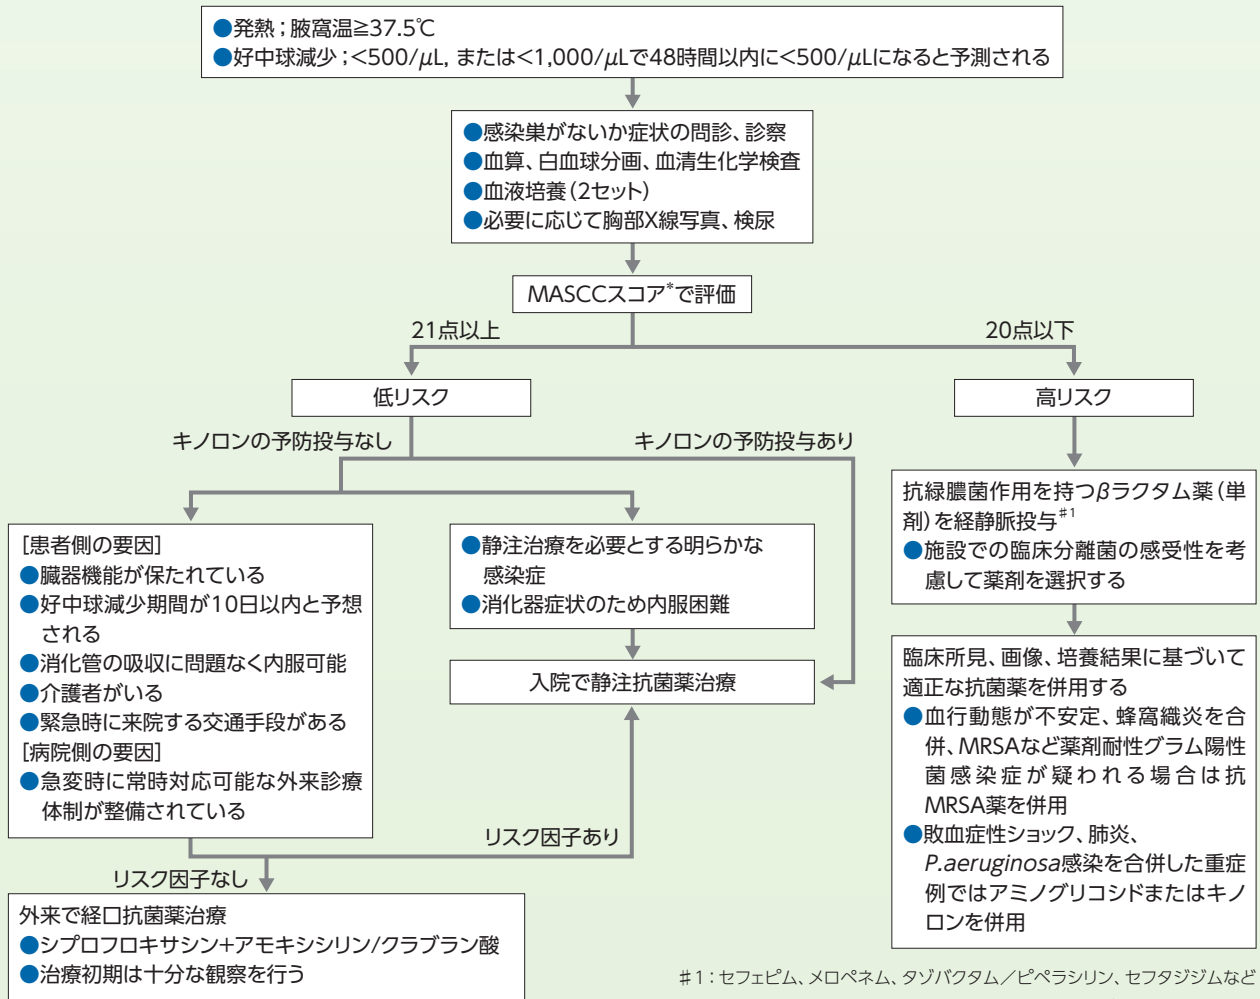 ●発熱；腋窩温≧37.5℃
●好中球減少；＜500/μL, または＜1,000/μLで48時間以内に＜500/μLになると予測される
●感染巣がないか症状の問診、診察
●血算、白血球分画、血清生化学検査
●血液培養（2セット）
●必要に応じて胸部X線写真、検尿
MASCCスコア*で評価
21点以上
20点以下
低リスク
高リスク
キノロンの予防投与なし
キノロンの予防投与あり
[患者側の要因]
●臓器機能が保たれている
●好中球減少期間が10日以内と予想
される
●消化管の吸収に問題なく内服可能
●介護者がいる
●緊急時に来院する交通手段がある
[病院側の要因]
●急変時に常時対応可能な外来診療
体制が整備されている
●静注治療を必要とする明らかな
感染症
●消化器症状のため内服困難
入院で静注抗菌薬治療
抗緑膿菌作用を持つβラクタム薬（単
剤）を経静脈投与♯1
●施設での臨床分離菌の感受性を考
慮して薬剤を選択する
臨床所見、画像、培養結果に基づいて
適正な抗菌薬を併用する
●血行動態が不安定、蜂窩織炎を合
併、MRSAなど薬剤耐性グラム陽性
菌感染症が疑われる場合は抗
MRSA薬を併用
●敗血症性ショック、肺炎、
P.aeruginosa感染を合併した重症
例ではアミノグリコシドまたはキノ
ロンを併用
リスク因子あり
リスク因子なし
外来で経口抗菌薬治療
●シプロフロキサシン+アモキシシリン/クラブラン酸
●治療初期は十分な観察を行う
♯1：セフェピム、メロペネム、タゾバクタム／ピペラシリン、セフタジジムなど